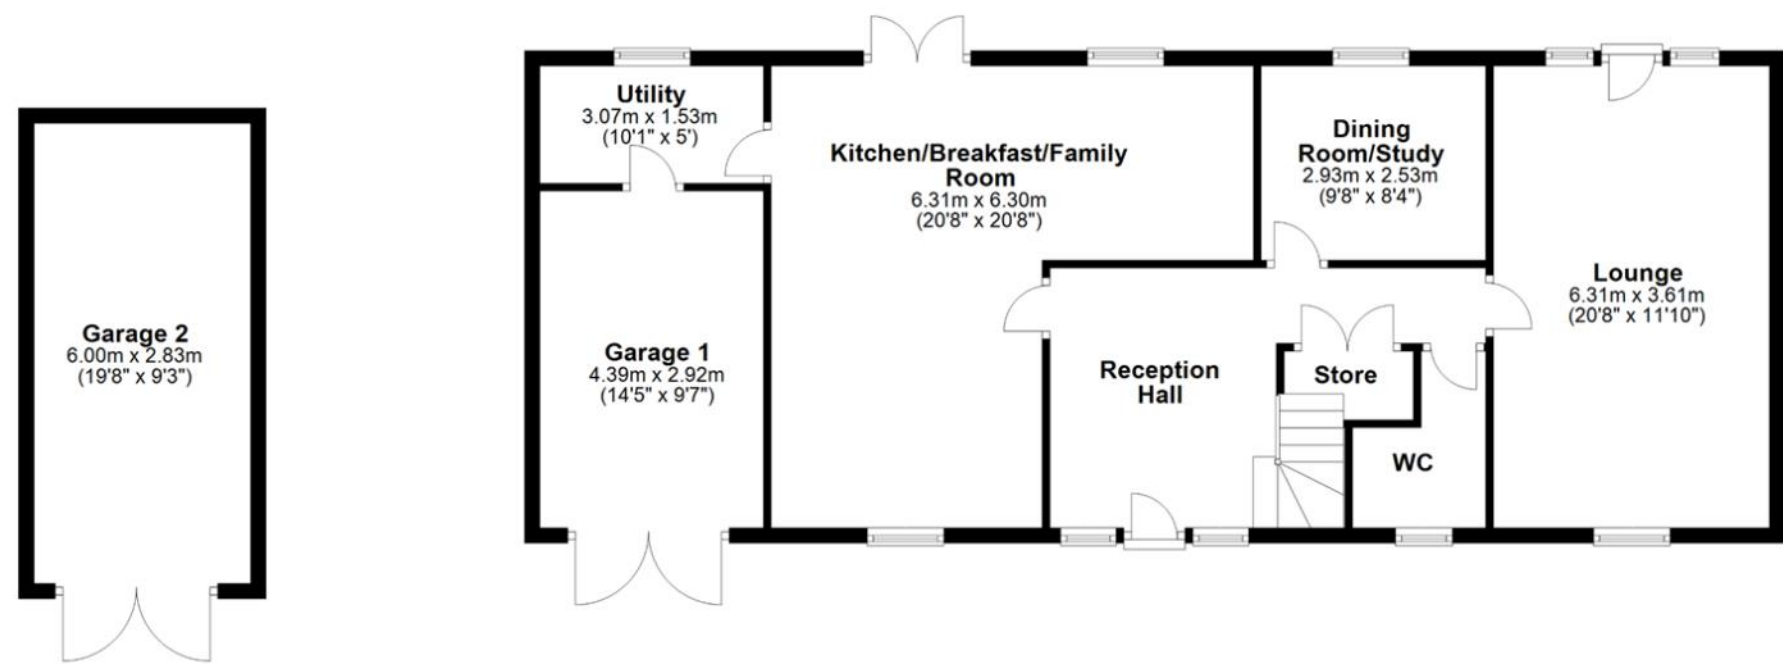 Garage 2
6.00m x 2.83m
(19'8" x 9'3")
Utility
3.07m x 1.53m
(10'1" x 5')
Garage 1
4.39m x 2.92m
(14'5" x 9'7")
Kitchen/Breakfast/Family
Room
6.31m x 6.30m
(20'8" x 20'8")
Reception
Hall
Dining
Room/Study
2.93m x 2.53m
(9'8" x 8'4")
Store
WC
Lounge
6.31m x 3.61m
(20'8" x 11'10")